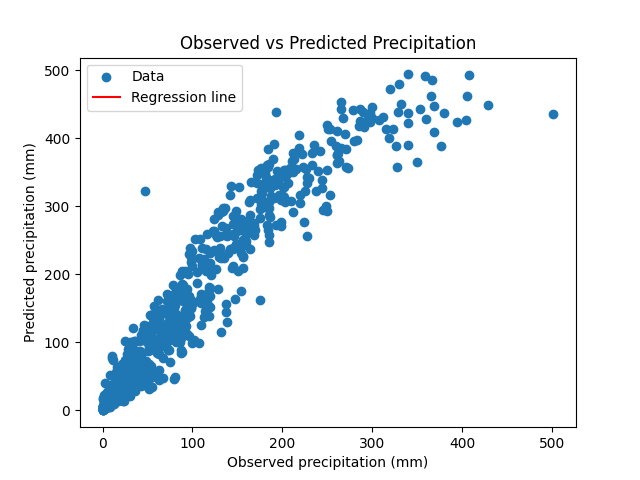 Observed vs Predicted Precipitation
Data
Regression line
500
400
300
200
100
0
Predicted precipitation (mm)
0 100 200 300 400 500
Observed precipitation (mm)